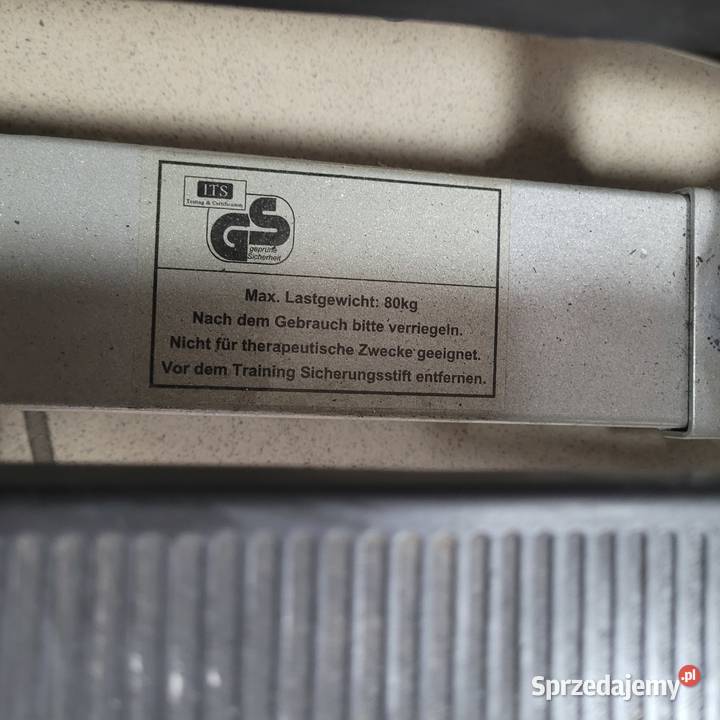 ITS
Testing & Certification
GS
geprüfte
Sicherheit
Max. Lastgewicht: 80kg
Nach dem Gebrauch bitte verriegeln.
Nicht für therapeutische Zwecke geeignet.
Vor dem Training Sicherungsstift entfernen.
Sprzedajemy.pl